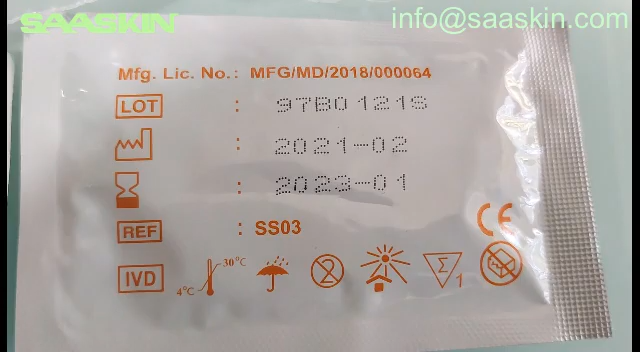 SAASKIN
info@saaskin.com
Mfg. Lic. No.: MFG/MD/2018/000064
LOT : 97B0121S
: 2021-02
: 2023-01
REF : SS03
CE
IVD 4°C 30°C 2 Σ 1